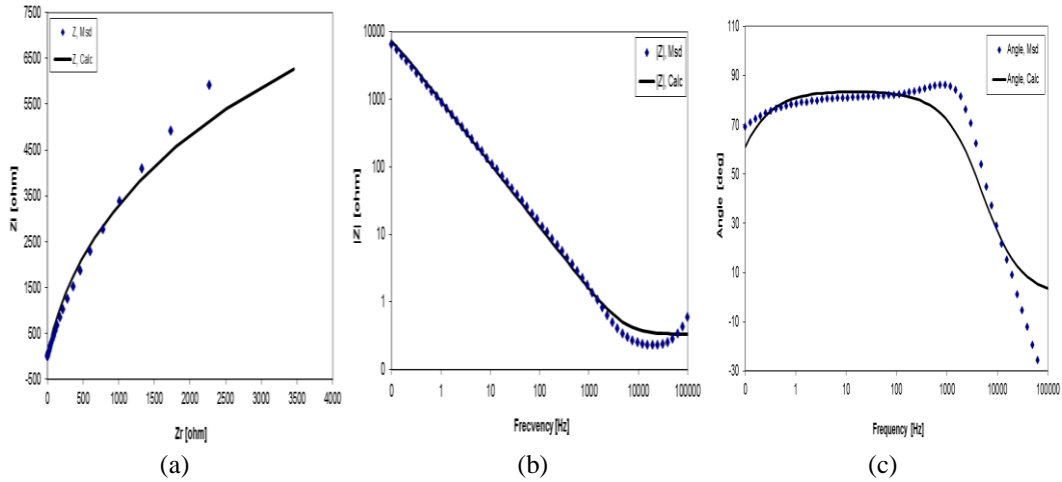 7500
6500
5500
4500
3500
2500
1500
500
-500
ZI [ohm]
Z, Msd
Z, Calc
0 500 1000 1500 2000 2500 3000 3500 4000
Zr [ohm]
(a)
10000
1000
100
10
1
0
|Z| [ohm]
|Z|, Msd
|Z|, Calc
0 1 10 100 1000 10000 100000
Frecvency [Hz]
(b)
130
110
90
70
50
30
10
-10
-30
Angle [deg]
Angle, Msd
Angle, Calc
0 1 10 100 1000 10000 100000
Frequency [Hz]
(c)